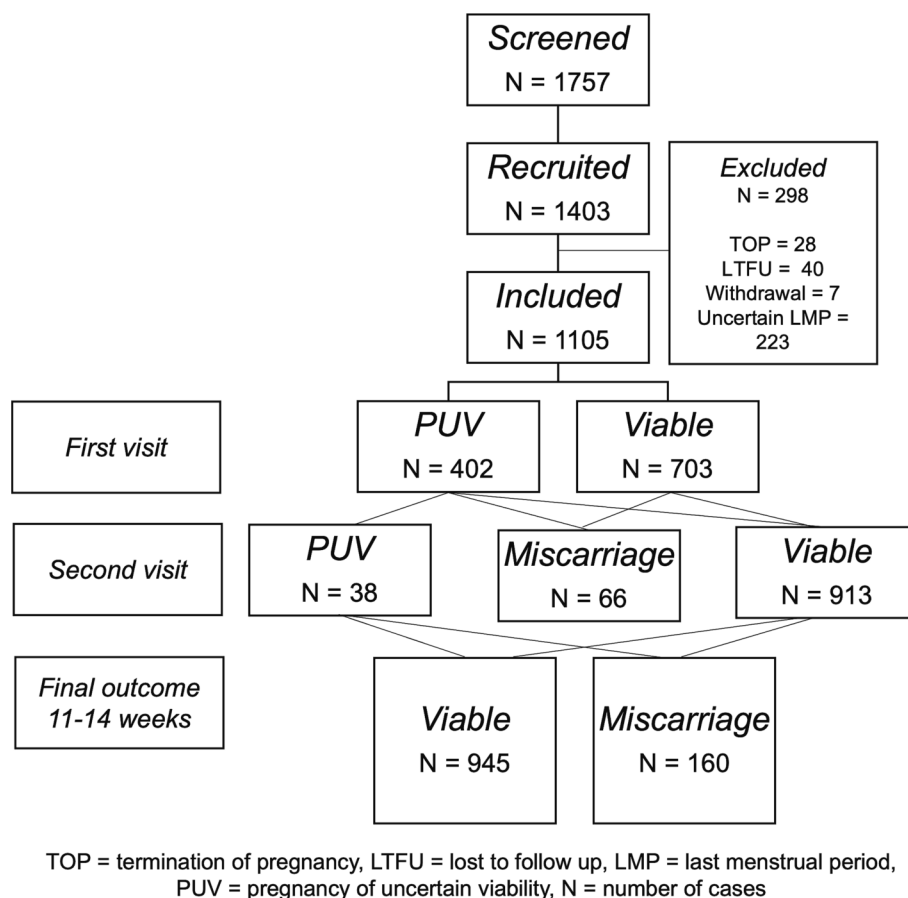 Screened
N = 1757
Recruited
N = 1403
Excluded
N = 298
TOP = 28
LTFU = 40
Withdrawal = 7
Uncertain LMP =
223
Included
N = 1105
First visit
PUV
N = 402
Viable
N = 703
Second visit
PUV
N = 38
Miscarriage
N = 66
Viable
N = 913
Final outcome
11-14 weeks
Viable
N = 945
Miscarriage
N = 160
TOP = termination of pregnancy, LTFU = lost to follow up, LMP = last menstrual period,
PUV = pregnancy of uncertain viability, N = number of cases